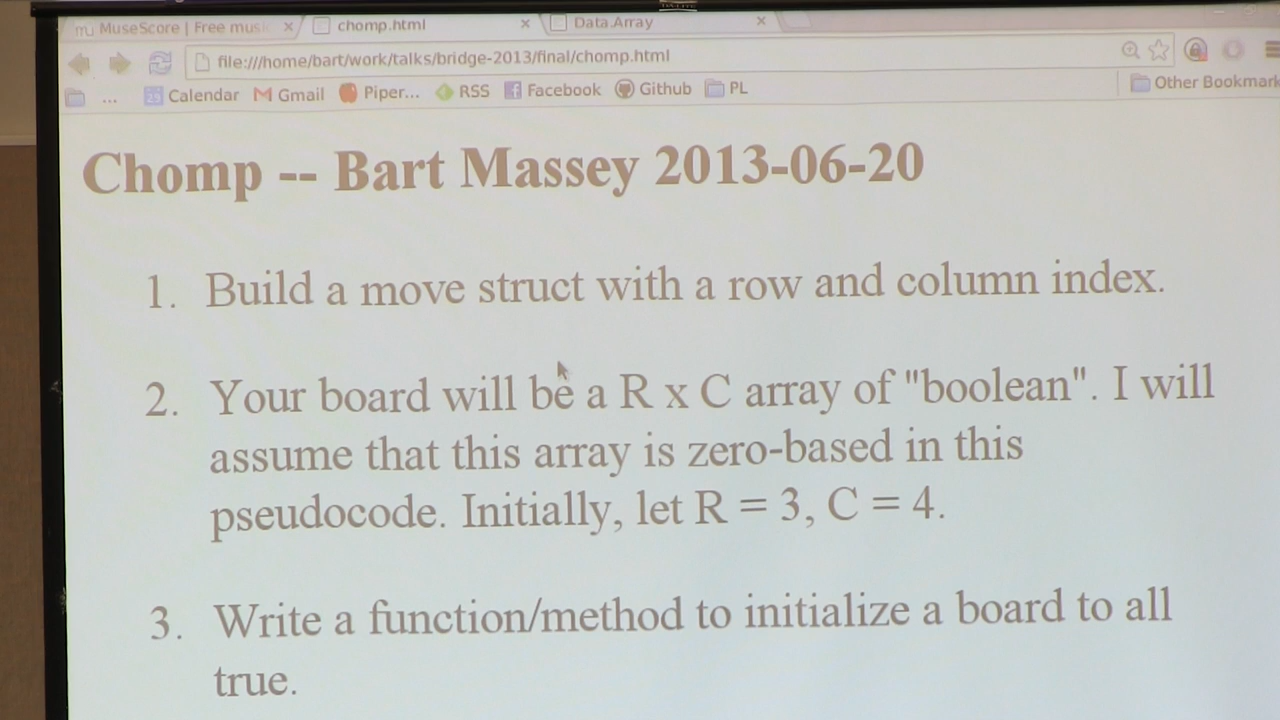 MuseScore | Free musi
chomp.html
Data.Array
file:///home/bart/work/talks/bridge-2013/final/chomp.html
... Calendar Gmail Piper... RSS Facebook Github PL Other Bookmark
Chomp -- Bart Massey 2013-06-20
1. Build a move struct with a row and column index.
2. Your board will be a R x C array of "boolean". I will
assume that this array is zero-based in this
pseudocode. Initially, let R = 3, C = 4.
3. Write a function/method to initialize a board to all
true.